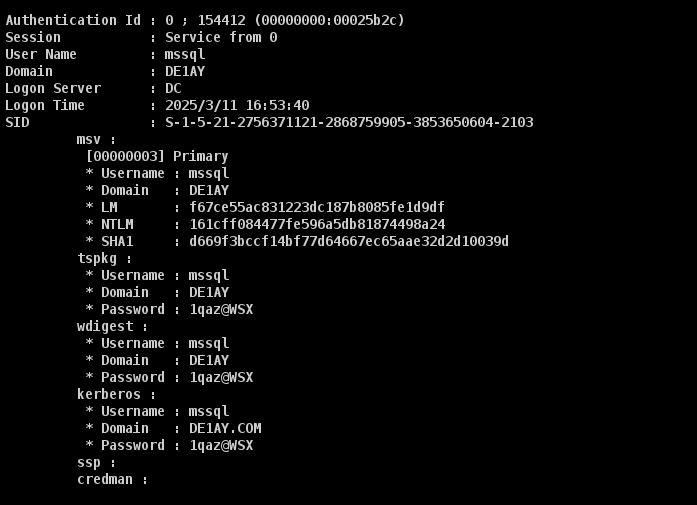 Authentication Id : 0 ; 154412 (00000000:00025b2c)
Session           : Service from 0
User Name         : mssql
Domain            : DE1AY
Logon Server      : DC
Logon Time        : 2025/3/11 16:53:40
SID               : S-1-5-21-2756371121-2868759905-3853650604-2103
        msv :
         [00000003] Primary
         * Username : mssql
         * Domain   : DE1AY
         * LM       : f67ce55ac831223dc187b8085fe1d9df
         * NTLM     : 161cff084477fe596a5db81874498a24
         * SHA1     : d669f3bccf14bf77d64667ec65aae32d2d10039d
        tspkg :
         * Username : mssql
         * Domain   : DE1AY
         * Password : 1qaz@WSX
        wdigest :
         * Username : mssql
         * Domain   : DE1AY
         * Password : 1qaz@WSX
        kerberos :
         * Username : mssql
         * Domain   : DE1AY.COM
         * Password : 1qaz@WSX
        ssp :
        credman :